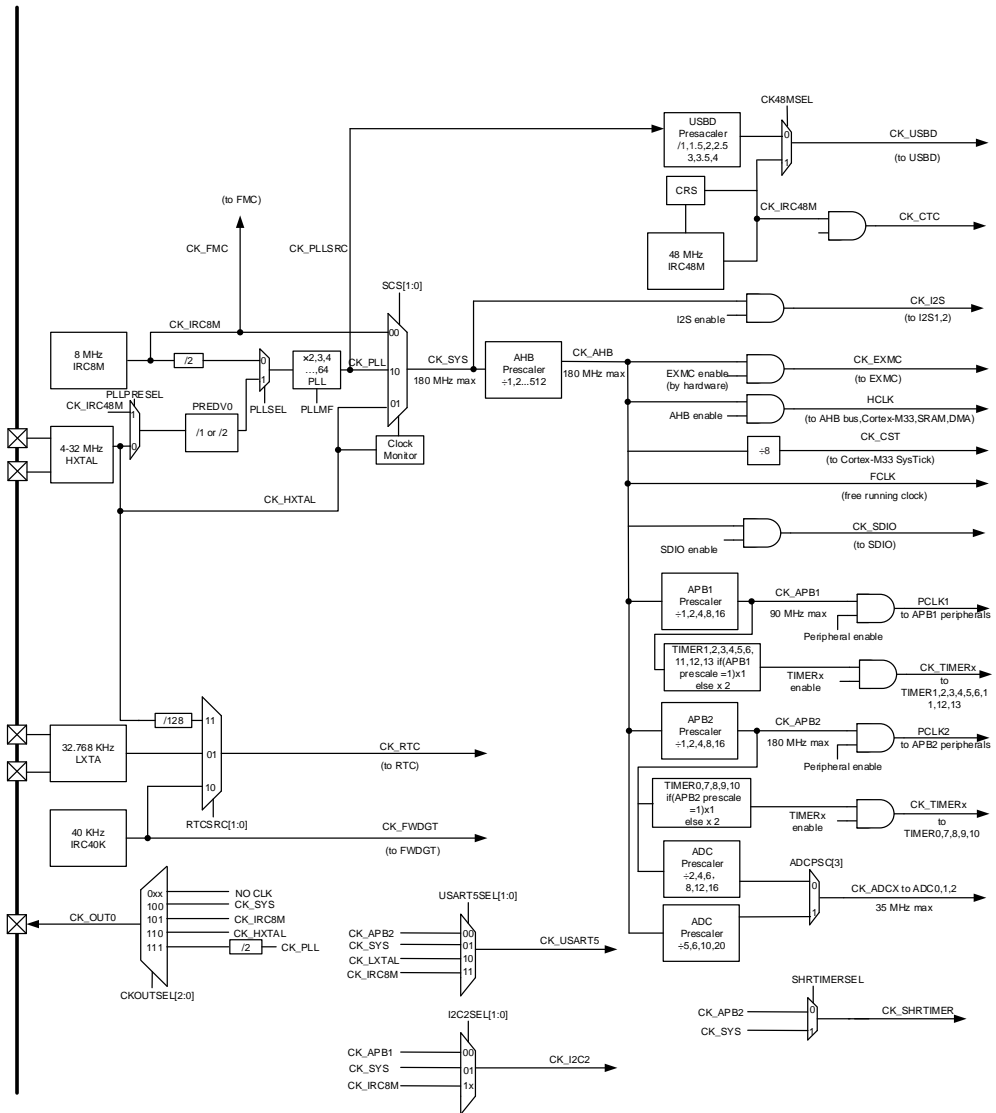 CK48MSEL
USBD
Presacaler
/1,1.5,2,2.5
3,3.5,4
0
1
CK_USBD
(to USBD)
CRS
CK_IRC48M
CK_CTC
48 MHz
IRC48M
(to FMC)
CK_FMC
CK_PLLSRC
SCS[1:0]
CK_I2S
I2S enable
(to I2S1,2)
8 MHz
IRC8M
CK_IRC8M
/2
0
1
PLLSEL
×2,3,4
…,64
PLL
PLLMF
CK_PLL
00
10
01
CK_SYS
180 MHz max
AHB
Prescaler
÷1,2...512
CK_AHB
180 MHz max
EXMC enable
(by hardware)
CK_EXMC
(to EXMC)
HCLK
AHB enable
(to AHB bus,Cortex-M33,SRAM,DMA)
PLLPRESEL
CK_IRC48M
1
0
PREDV0
/1 or /2
4-32 MHz
HXTAL
Clock
Monitor
÷8
CK_CST
(to Cortex-M33 SysTick)
FCLK
(free running clock)
CK_HXTAL
CK_SDIO
SDIO enable
(to SDIO)
APB1
Prescaler
÷1,2,4,8,16
CK_APB1
90 MHz max
PCLK1
to APB1 peripherals
Peripheral enable
TIMER1,2,3,4,5,6,
11,12,13 if(APB1
prescale =1)x1
else x 2
TIMERx
enable
CK_TIMERx
to
TIMER1,2,3,4,5,6,1
1,12,13
/128
11
01
10
RTCSRC[1:0]
32.768 KHz
LXTA
CK_RTC
(to RTC)
APB2
Prescaler
÷1,2,4,8,16
CK_APB2
180 MHz max
PCLK2
to APB2 peripherals
Peripheral enable
TIMER0,7,8,9,10
if(APB2 prescale
=1)x1
else x 2
TIMERx
enable
CK_TIMERx
to
TIMER0,7,8,9,10
40 KHz
IRC40K
CK_FWDGT
(to FWDGT)
ADC
Prescaler
÷2,4,6,
8,12,16
ADCPSC[3]
0
1
CK_ADCX to ADC0,1,2
35 MHz max
ADC
Prescaler
÷5,6,10,20
CK_OUT0
0xx
100
101
110
111
NO CLK
CK_SYS
CK_IRC8M
CK_HXTAL
/2
CK_PLL
CKOUTSEL[2:0]
USART5SEL[1:0]
CK_APB2
CK_SYS
CK_LXTAL
CK_IRC8M
00
01
10
11
CK_USART5
SHRTIMERSEL
CK_APB2
CK_SYS
0
1
CK_SHRTIMER
I2C2SEL[1:0]
CK_APB1
CK_SYS
CK_IRC8M
00
01
1x
CK_I2C2